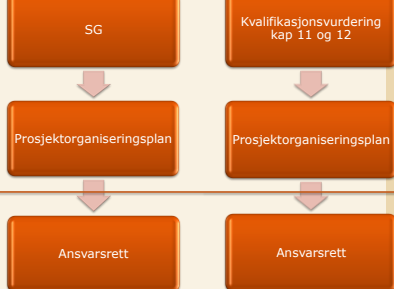 SG
Prosjektorganiseringsplan
Ansvarsrett
Kvalifikasjonsvurdering
kap 11 og 12
Prosjektorganiseringsplan
Ansvarsrett